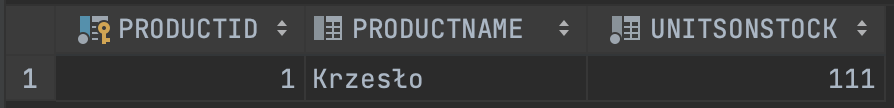 PRODUCTID PRODUCTNAME UNITSONSTOCK
1 1 Krzesło 111